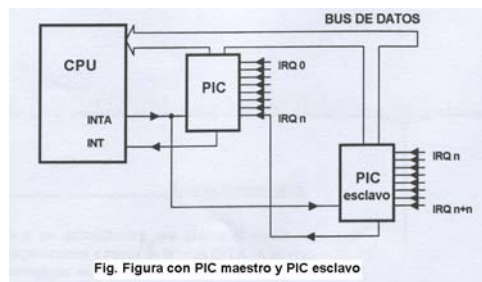 BUS DE DATOS
CPU
IRQ 0
PIC
INTA
IRQ n
INT
IRQ n
PIC
esclavo
IRQ n+n
Fig. Figura con PIC maestro y PIC esclavo